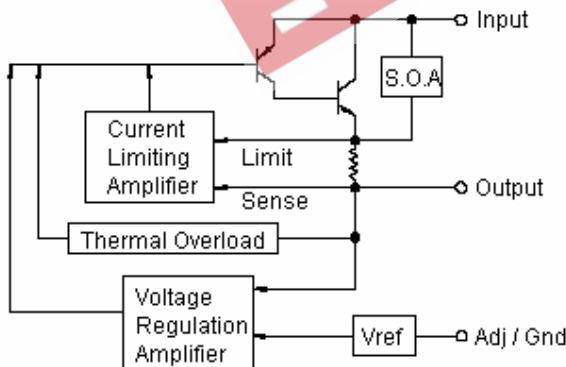 Input
S.O.A
Current
Limiting
Amplifier
Limit
Sense
Output
Thermal Overload
Voltage
Regulation
Amplifier
Vref
Adj / Gnd